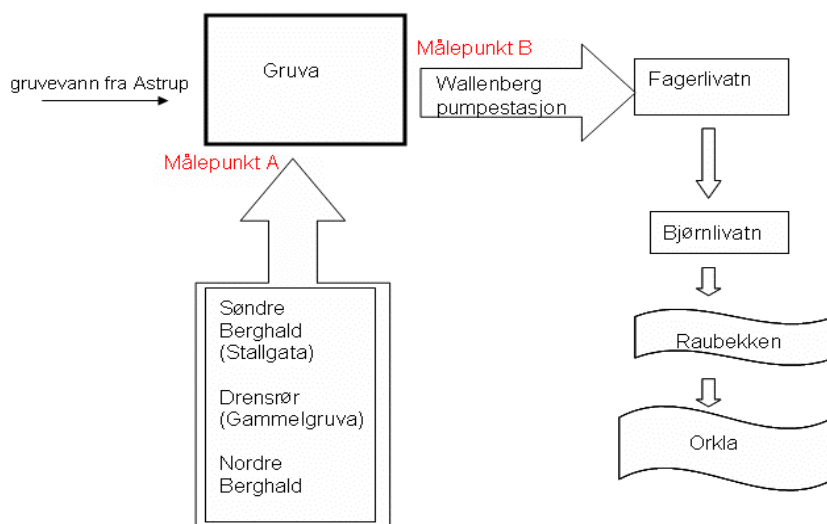 gruvevann fra Astrup
Gruva
Målepunkt B
Wallenberg
pumpestasjon
Fagerlivatn
Målepunkt A
Bjørnlivatn
Søndre
Berghald
(Stallgata)
Drensrør
(Gammelgruva)
Nordre
Berghald
Raubekken
Orkla